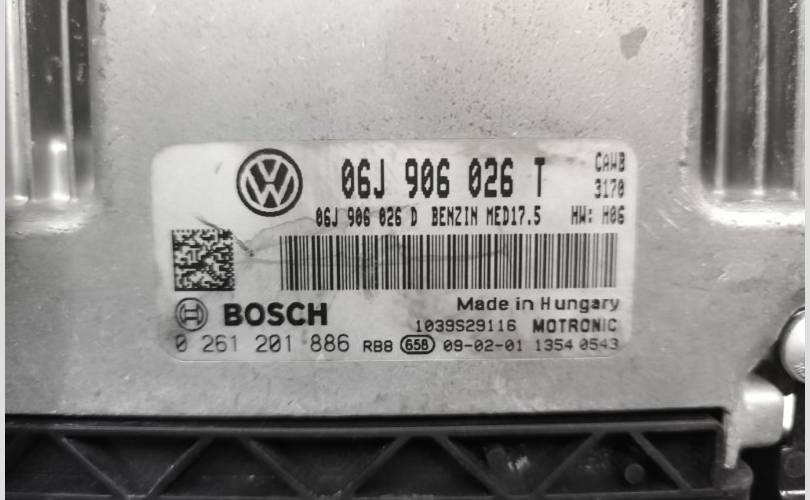 06J 906 026 T CAWB
3170
06J 906 026 D BENZIN MED17.5 HW: H06
BOSCH
Made in Hungary
1039S29116 MOTRONIC
0 261 201 886 RB8 658 09-02-01 1354 0543